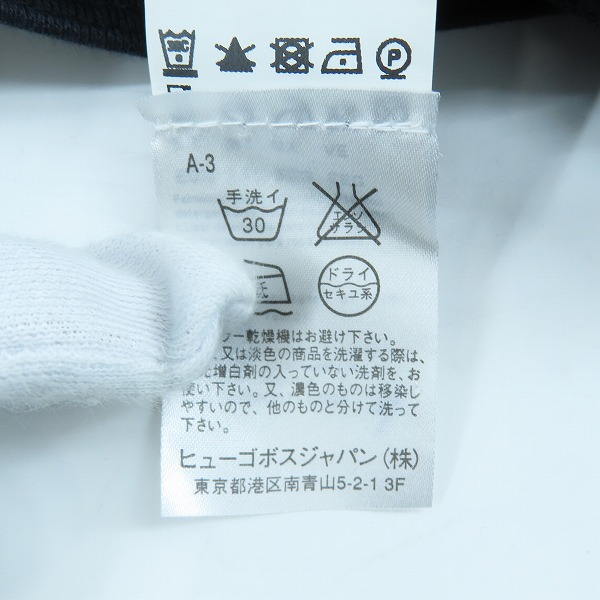 P
A-3
手洗イ
30
エンソ
サラシ
低
ドライ
セキユ系
ー乾燥機はお避け下さい。
又は淡色の商品を洗濯する際は、
増白剤の入っていない洗剤を、お
使い下さい。又、濃色のものは移染し
やすいので、他のものと分けて洗って
下さい。
ヒューゴボスジャパン(株)
東京都港区南青山5-2-1 3F